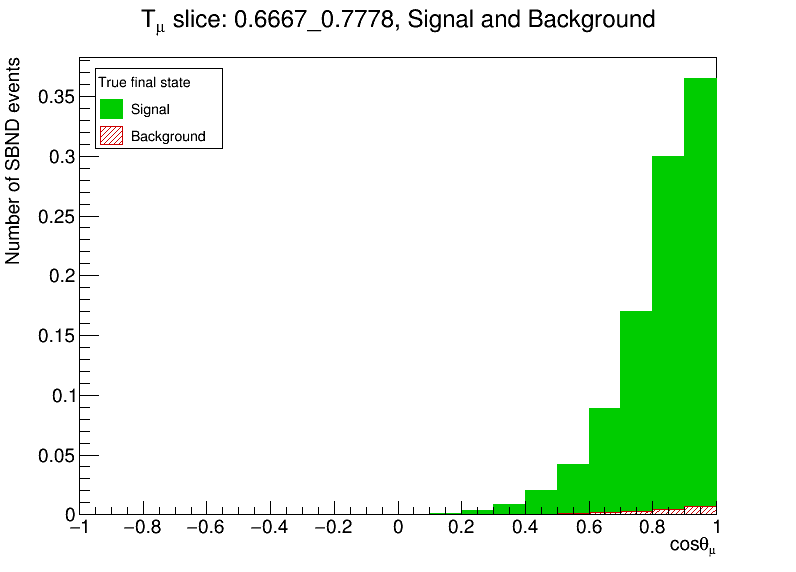 Tμ slice: 0.6667_0.7778, Signal and Background
Number of SBND events
True final state
Signal
Background
0.35
0.3
0.25
0.2
0.15
0.1
0.05
0
−1 −0.8 −0.6 −0.4 −0.2 0 0.2 0.4 0.6 0.8 1
cosθμ